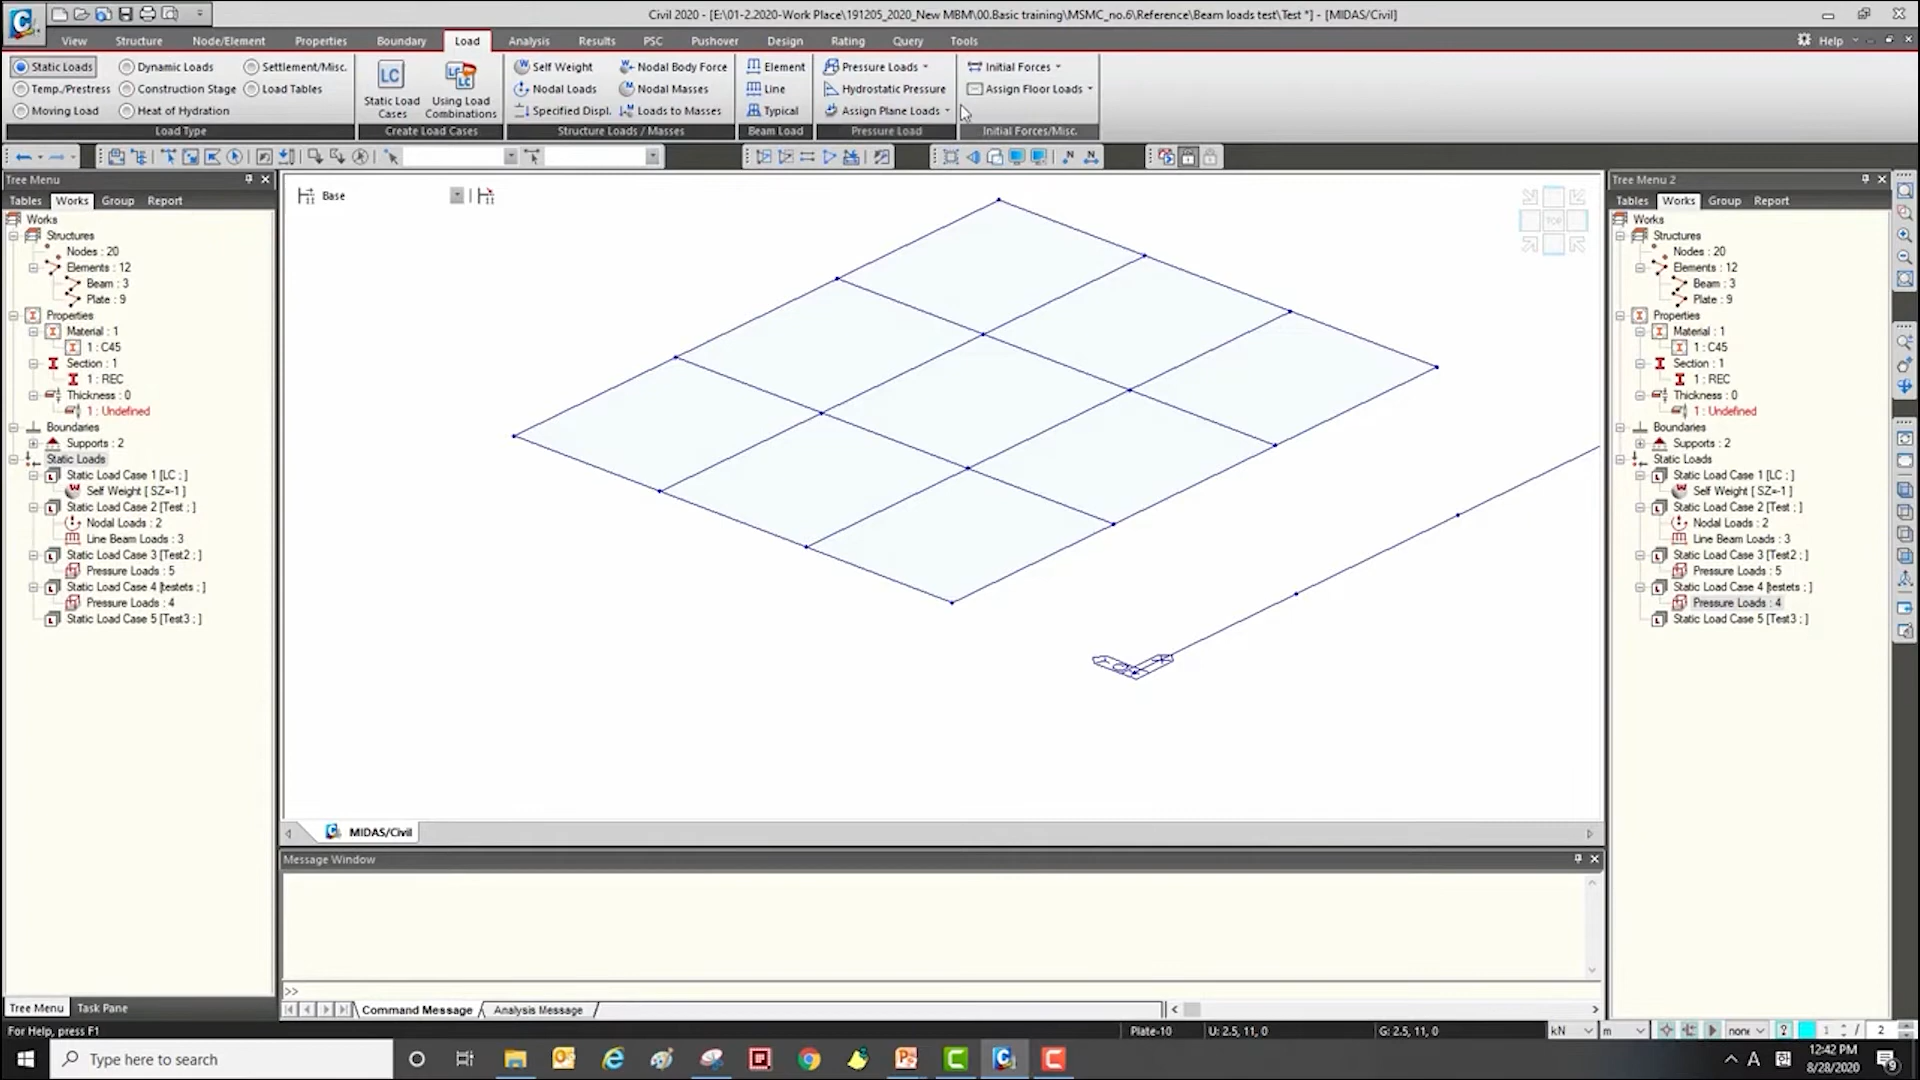 Civil 2020 - [E:\01-2.2020-Work Place\191205_2020_New MBM\00.Basic training\MSMC_no.6\Reference\Beam loads test\Test *] - [MIDAS/Civil]
View Structure Node/Element Properties Boundary Load Analysis Results PSC Pushover Design Rating Query Tools Help
Static Loads Dynamic Loads Settlement/Misc.
Temp./Prestress Construction Stage Load Tables
Moving Load Heat of Hydration
Load Type
LC
Static Load Cases
Using Load Combinations
Create Load Cases
Self Weight Nodal Body Force
Nodal Loads Nodal Masses
Specified Displ. Loads to Masses
Structure Loads / Masses
Element
Line
Typical
Beam Load
Pressure Loads
Hydrostatic Pressure
Assign Plane Loads
Pressure Load
Initial Forces
Assign Floor Loads
Initial Forces/Misc.
Tree Menu
Tables Works Group Report
Works
Structures
Nodes : 20
Elements : 12
Beam : 3
Plate : 9
Properties
Material : 1
1 : C45
Section : 1
1 : REC
Thickness : 0
1 : Undefined
Boundaries
Supports : 2
Static Loads
Static Load Case 1 [LC ; ]
Self Weight [ SZ=-1 ]
Static Load Case 2 [Test ; ]
Nodal Loads : 2
Line Beam Loads : 3
Static Load Case 3 [Test2 ; ]
Pressure Loads : 5
Static Load Case 4 [testets ; ]
Pressure Loads : 4
Static Load Case 5 [Test3 ; ]
Tree Menu Task Pane
Base
TOP
MIDAS/Civil
Message Window
>>
Command Message Analysis Message
Tree Menu 2
Tables Works Group Report
Works
Structures
Nodes : 20
Elements : 12
Beam : 3
Plate : 9
Properties
Material : 1
1 : C45
Section : 1
1 : REC
Thickness : 0
1 : Undefined
Boundaries
Supports : 2
Static Loads
Static Load Case 1 [LC ; ]
Self Weight [ SZ=-1 ]
Static Load Case 2 [Test ; ]
Nodal Loads : 2
Line Beam Loads : 3
Static Load Case 3 [Test2 ; ]
Pressure Loads : 5
Static Load Case 4 [testets ; ]
Pressure Loads : 4
Static Load Case 5 [Test3 ; ]
For Help, press F1 Plate-10 U: 2.5, 11, 0 G: 2.5, 11, 0 kN m none ? 1 / 2
Type here to search
A
12:42 PM
8/28/2020
9